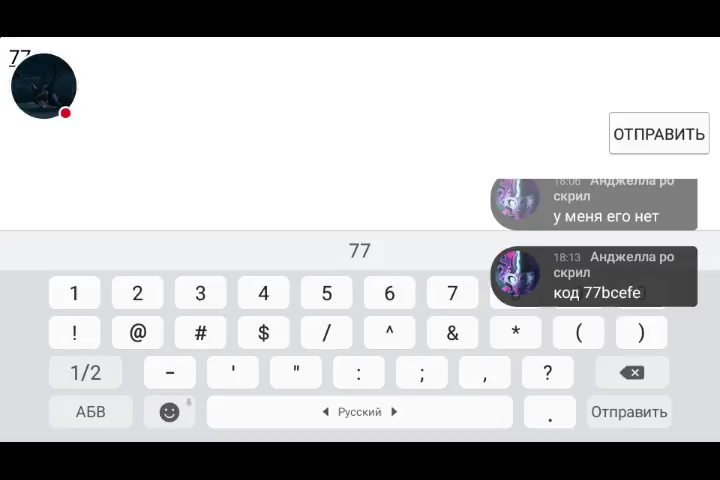 77
ОТПРАВИТЬ
18:06 Анджелла ро
скрил
у меня его нет
77
18:13 Анджелла ро
скрил
код 77bcefe
1 2 3 4 5 6 7
! @ # $ / ^ & * ( )
1/2 - ' " : ; , ?
АБВ Русский . Отправить